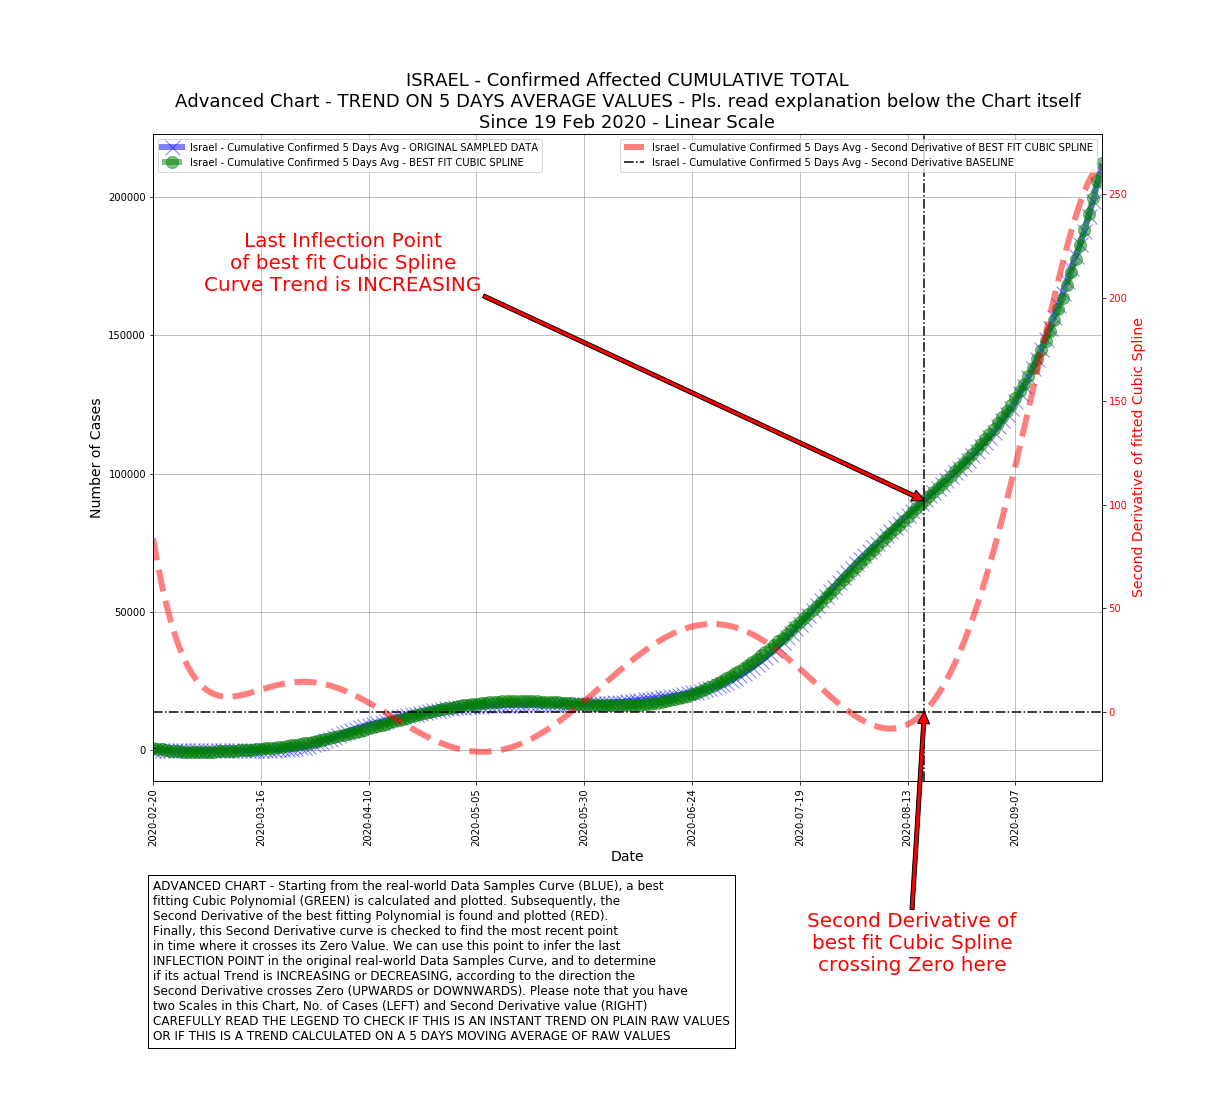 ISRAEL - Confirmed Affected CUMULATIVE TOTAL
Advanced Chart - TREND ON 5 DAYS AVERAGE VALUES - Pls. read explanation below the Chart itself
Since 19 Feb 2020 - Linear Scale
Israel - Cumulative Confirmed 5 Days Avg - ORIGINAL SAMPLED DATA
Israel - Cumulative Confirmed 5 Days Avg - BEST FIT CUBIC SPLINE
Israel - Cumulative Confirmed 5 Days Avg - Second Derivative of BEST FIT CUBIC SPLINE
Israel - Cumulative Confirmed 5 Days Avg - Second Derivative BASELINE
Last Inflection Point
of best fit Cubic Spline
Curve Trend is INCREASING
Number of Cases
200000
150000
100000
50000
0
250
200
150
100
50
0
Second Derivative of fitted Cubic Spline
2020-02-20
2020-03-16
2020-04-10
2020-05-05
2020-05-30
2020-06-24
2020-07-19
2020-08-13
2020-09-07
Date
Second Derivative of
best fit Cubic Spline
crossing Zero here
ADVANCED CHART - Starting from the real-world Data Samples Curve (BLUE), a best
fitting Cubic Polynomial (GREEN) is calculated and plotted. Subsequently, the
Second Derivative of the best fitting Polynomial is found and plotted (RED).
Finally, this Second Derivative curve is checked to find the most recent point
in time where it crosses its Zero Value. We can use this point to infer the last
INFLECTION POINT in the original real-world Data Samples Curve, and to determine
if its actual Trend is INCREASING or DECREASING, according to the direction the
Second Derivative crosses Zero (UPWARDS or DOWNWARDS). Please note that you have
two Scales in this Chart, No. of Cases (LEFT) and Second Derivative value (RIGHT)
CAREFULLY READ THE LEGEND TO CHECK IF THIS IS AN INSTANT TREND ON PLAIN RAW VALUES
OR IF THIS IS A TREND CALCULATED ON A 5 DAYS MOVING AVERAGE OF RAW VALUES